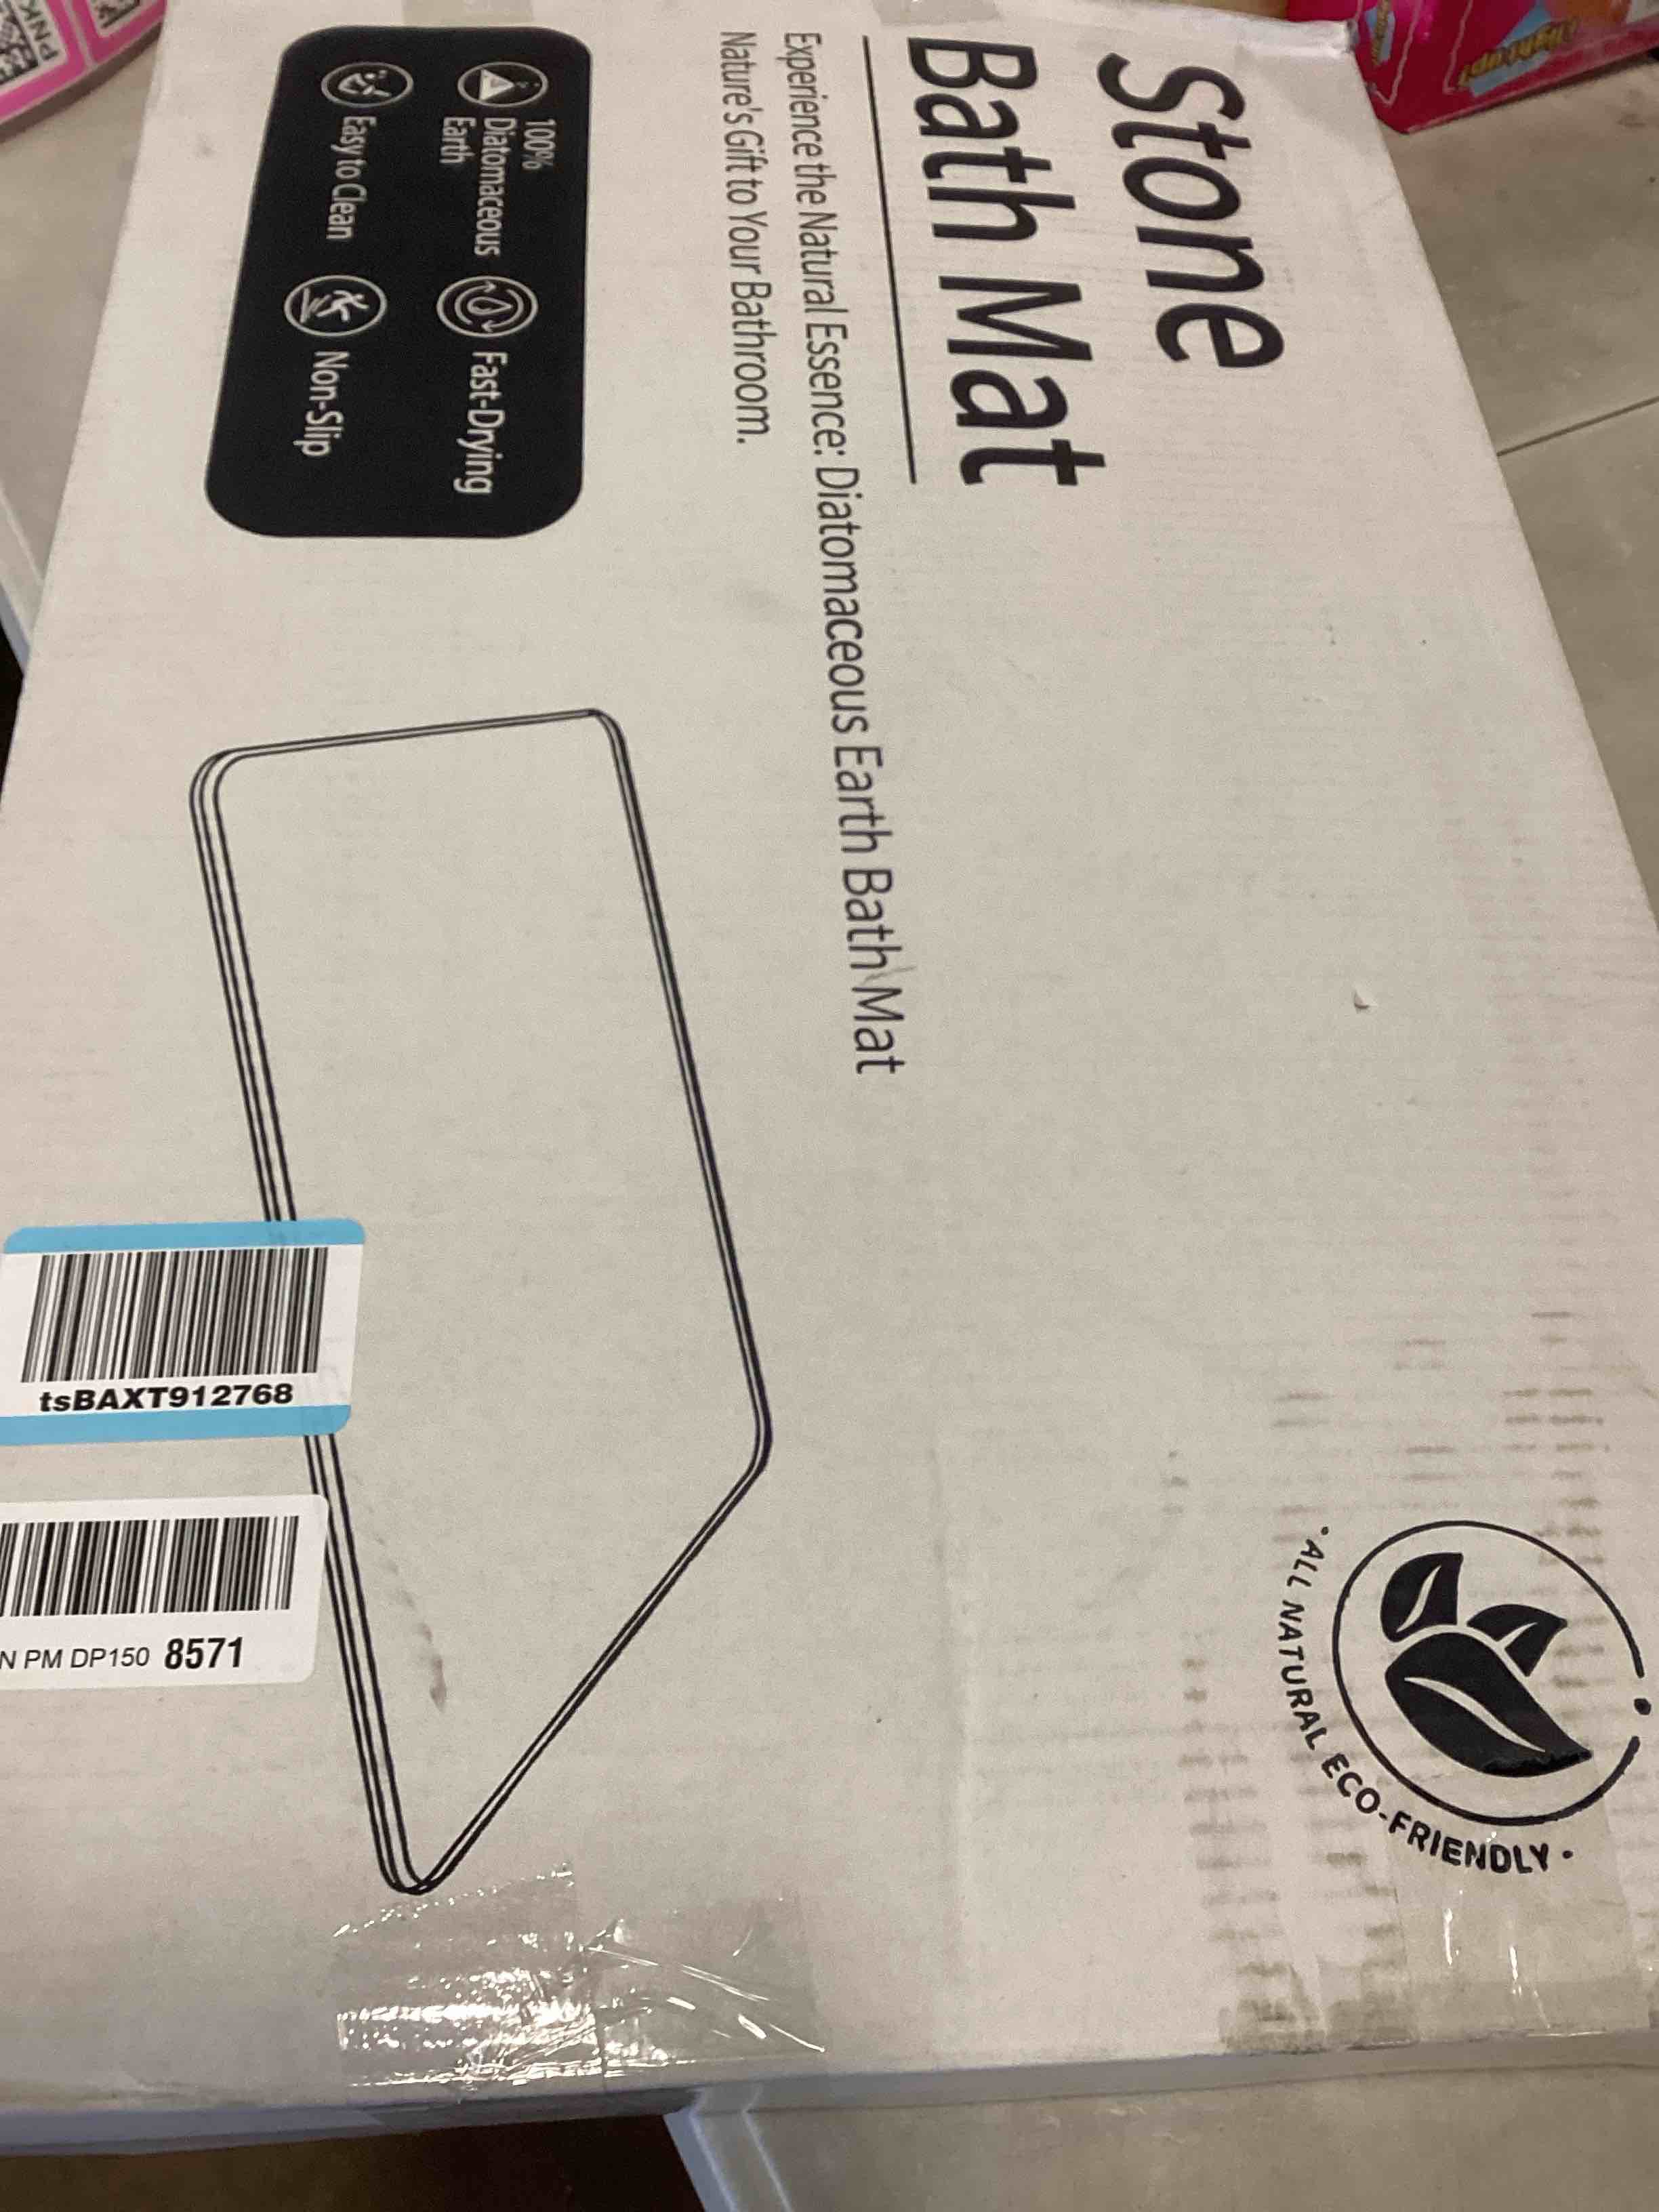 Stone
Bath Mat
Experience the Natural Essence: Diatomaceous Earth Bath Mat
Nature's Gift to Your Bathroom.
100%
Diatomaceous
Earth
Fast-Drying
Easy to Clean
Non-Slip
• ALL NATURAL ECO-FRIENDLY •
tsBAXT912768
N PM DP150 8571
PNK